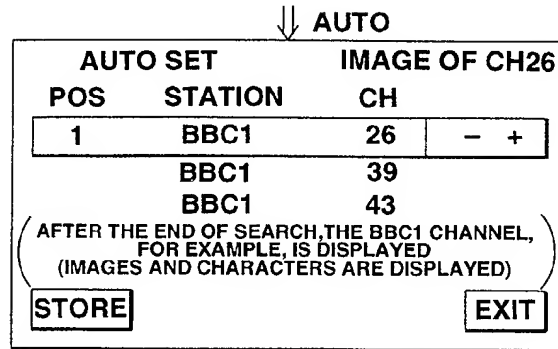 AUTO
AUTO SET IMAGE OF CH26
POS STATION CH
1 BBC1 26 - +
BBC1 39
BBC1 43
(AFTER THE END OF SEARCH,THE BBC1 CHANNEL,
FOR EXAMPLE, IS DISPLAYED
(IMAGES AND CHARACTERS ARE DISPLAYED))
STORE EXIT